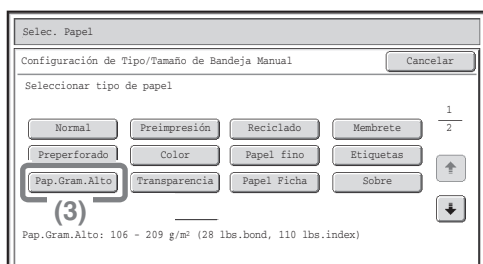 Selec. Papel
Configuración de Tipo/Tamaño de Bandeja Manual Cancelar
Seleccionar tipo de papel
1
Normal Preimpresión Reciclado Membrete 2
Preperforado Color Papel fino Etiquetas
Pap.Gram.Alto Transparencia Papel Ficha Sobre
(3)
Pap.Gram.Alto: 106 - 209 g/m² (28 lbs.bond, 110 lbs.index)